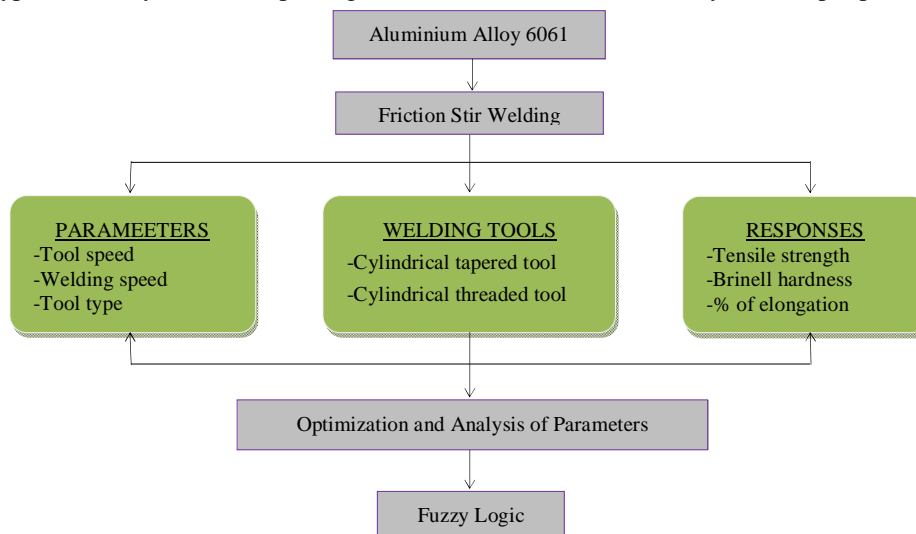 Aluminium Alloy 6061
Friction Stir Welding
PARAMEETERS
-Tool speed
-Welding speed
-Tool type
WELDING TOOLS
-Cylindrical tapered tool
-Cylindrical threaded tool
RESPONSES
-Tensile strength
-Brinell hardness
-% of elongation
Optimization and Analysis of Parameters
Fuzzy Logic